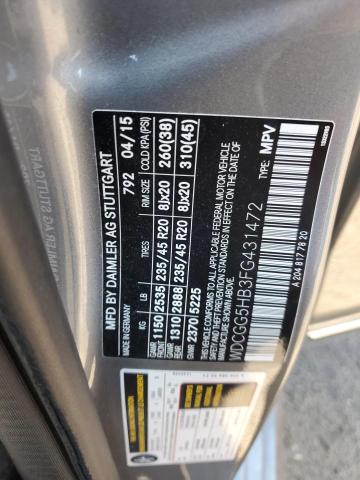 MFD BY DAIMLER AG STUTTGART
MADE IN GERMANY
792 04/15
KG LB TIRES RIM SIZE COLD KPA(PSI)
GAWR FRONT 1150 2535 235/45 R20 8Jx20 260(38)
GAWR REAR 1310 2888 235/45 R20 8Jx20 310(45)
GVWR 2370 5225
THIS VEHICLE CONFORMS TO ALL APPLICABLE FEDERAL MOTOR VEHICLE
SAFETY AND THEFT PREVENTION STANDARDS IN EFFECT ON THE DATE OF
MANUFACTURE SHOWN ABOVE.
TYPE: MPV
WDCGG5HB3FG431472
A 204 817 78 20